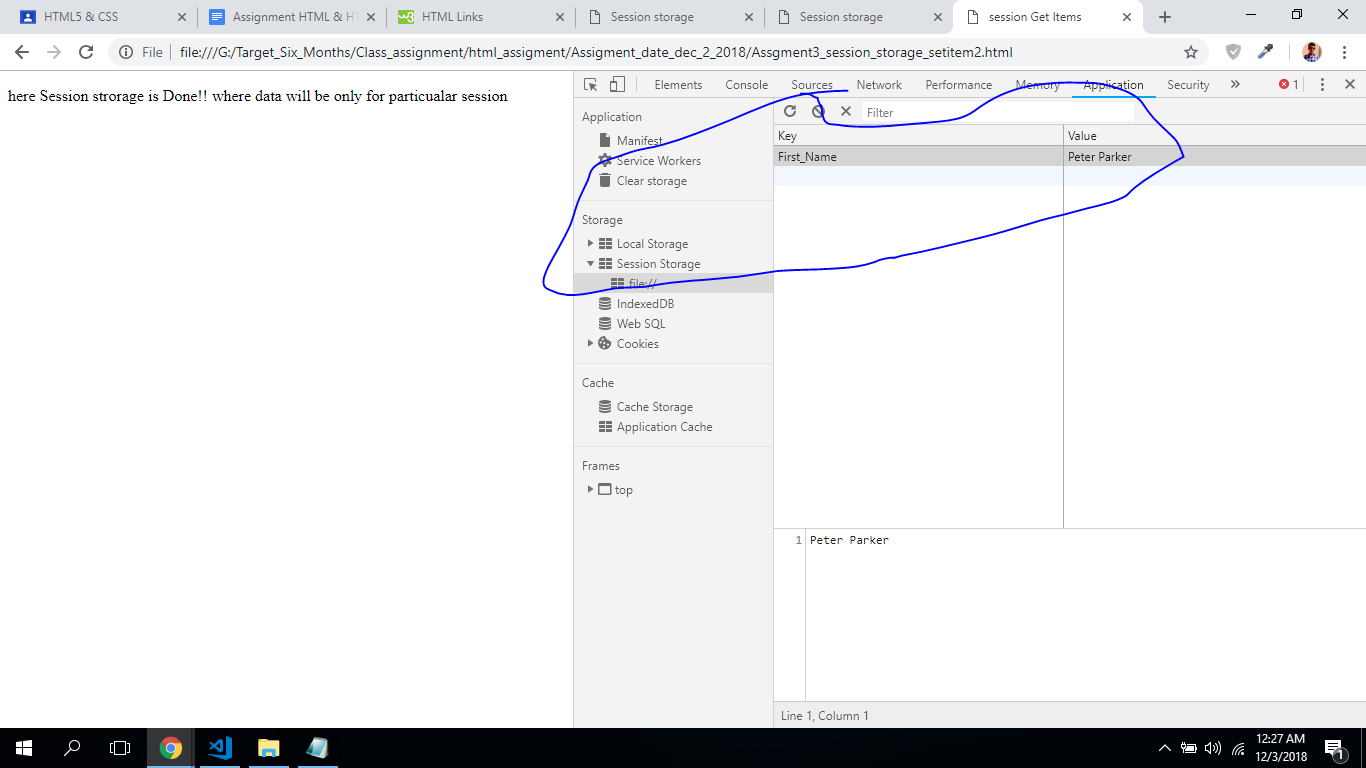 HTML5 & CSS
Assignment HTML & HT
HTML Links
Session storage
Session storage
session Get Items
File
file:///G:/Target_Six_Months/Class_assignment/html_assigment/Assigment_date_dec_2_2018/Assgment3_session_storage_setitem2.html
here Session strorage is Done!! where data will be only for particualar session
Elements Console Sources Network Performance Memory Application Security » 1
Filter
Application
Manifest
Service Workers
Clear storage
Storage
Local Storage
Session Storage
file://
IndexedDB
Web SQL
Cookies
Cache
Cache Storage
Application Cache
Frames
top
Key Value
First_Name Peter Parker
1 Peter Parker
Line 1, Column 1
12:27 AM
12/3/2018
1